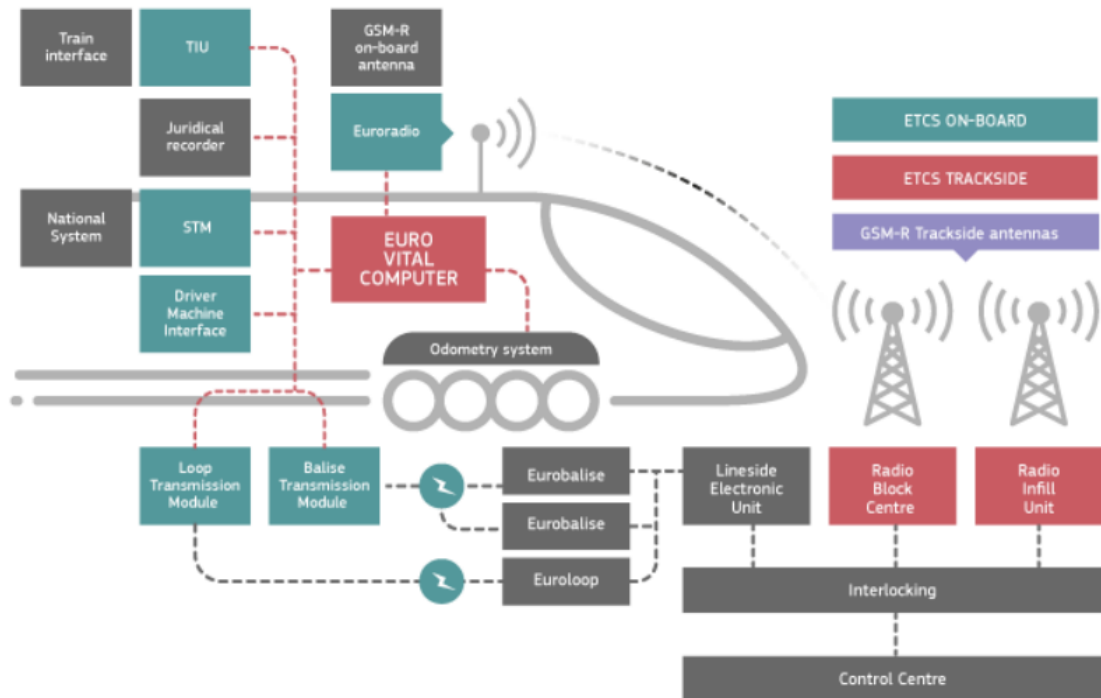 Train
interface
TIU
GSM-R
on-board
antenna
Juridical
recorder
Euroradio
ETCS ON-BOARD
ETCS TRACKSIDE
GSM-R Trackside antennas
National
System
STM
EURO
VITAL
COMPUTER
Driver
Machine
Interface
Odometry system
Loop
Transmission
Module
Balise
Transmission
Module
Eurobalise
Eurobalise
Euroloop
Lineside
Electronic
Unit
Radio
Block
Centre
Radio
Infill
Unit
Interlocking
Control Centre